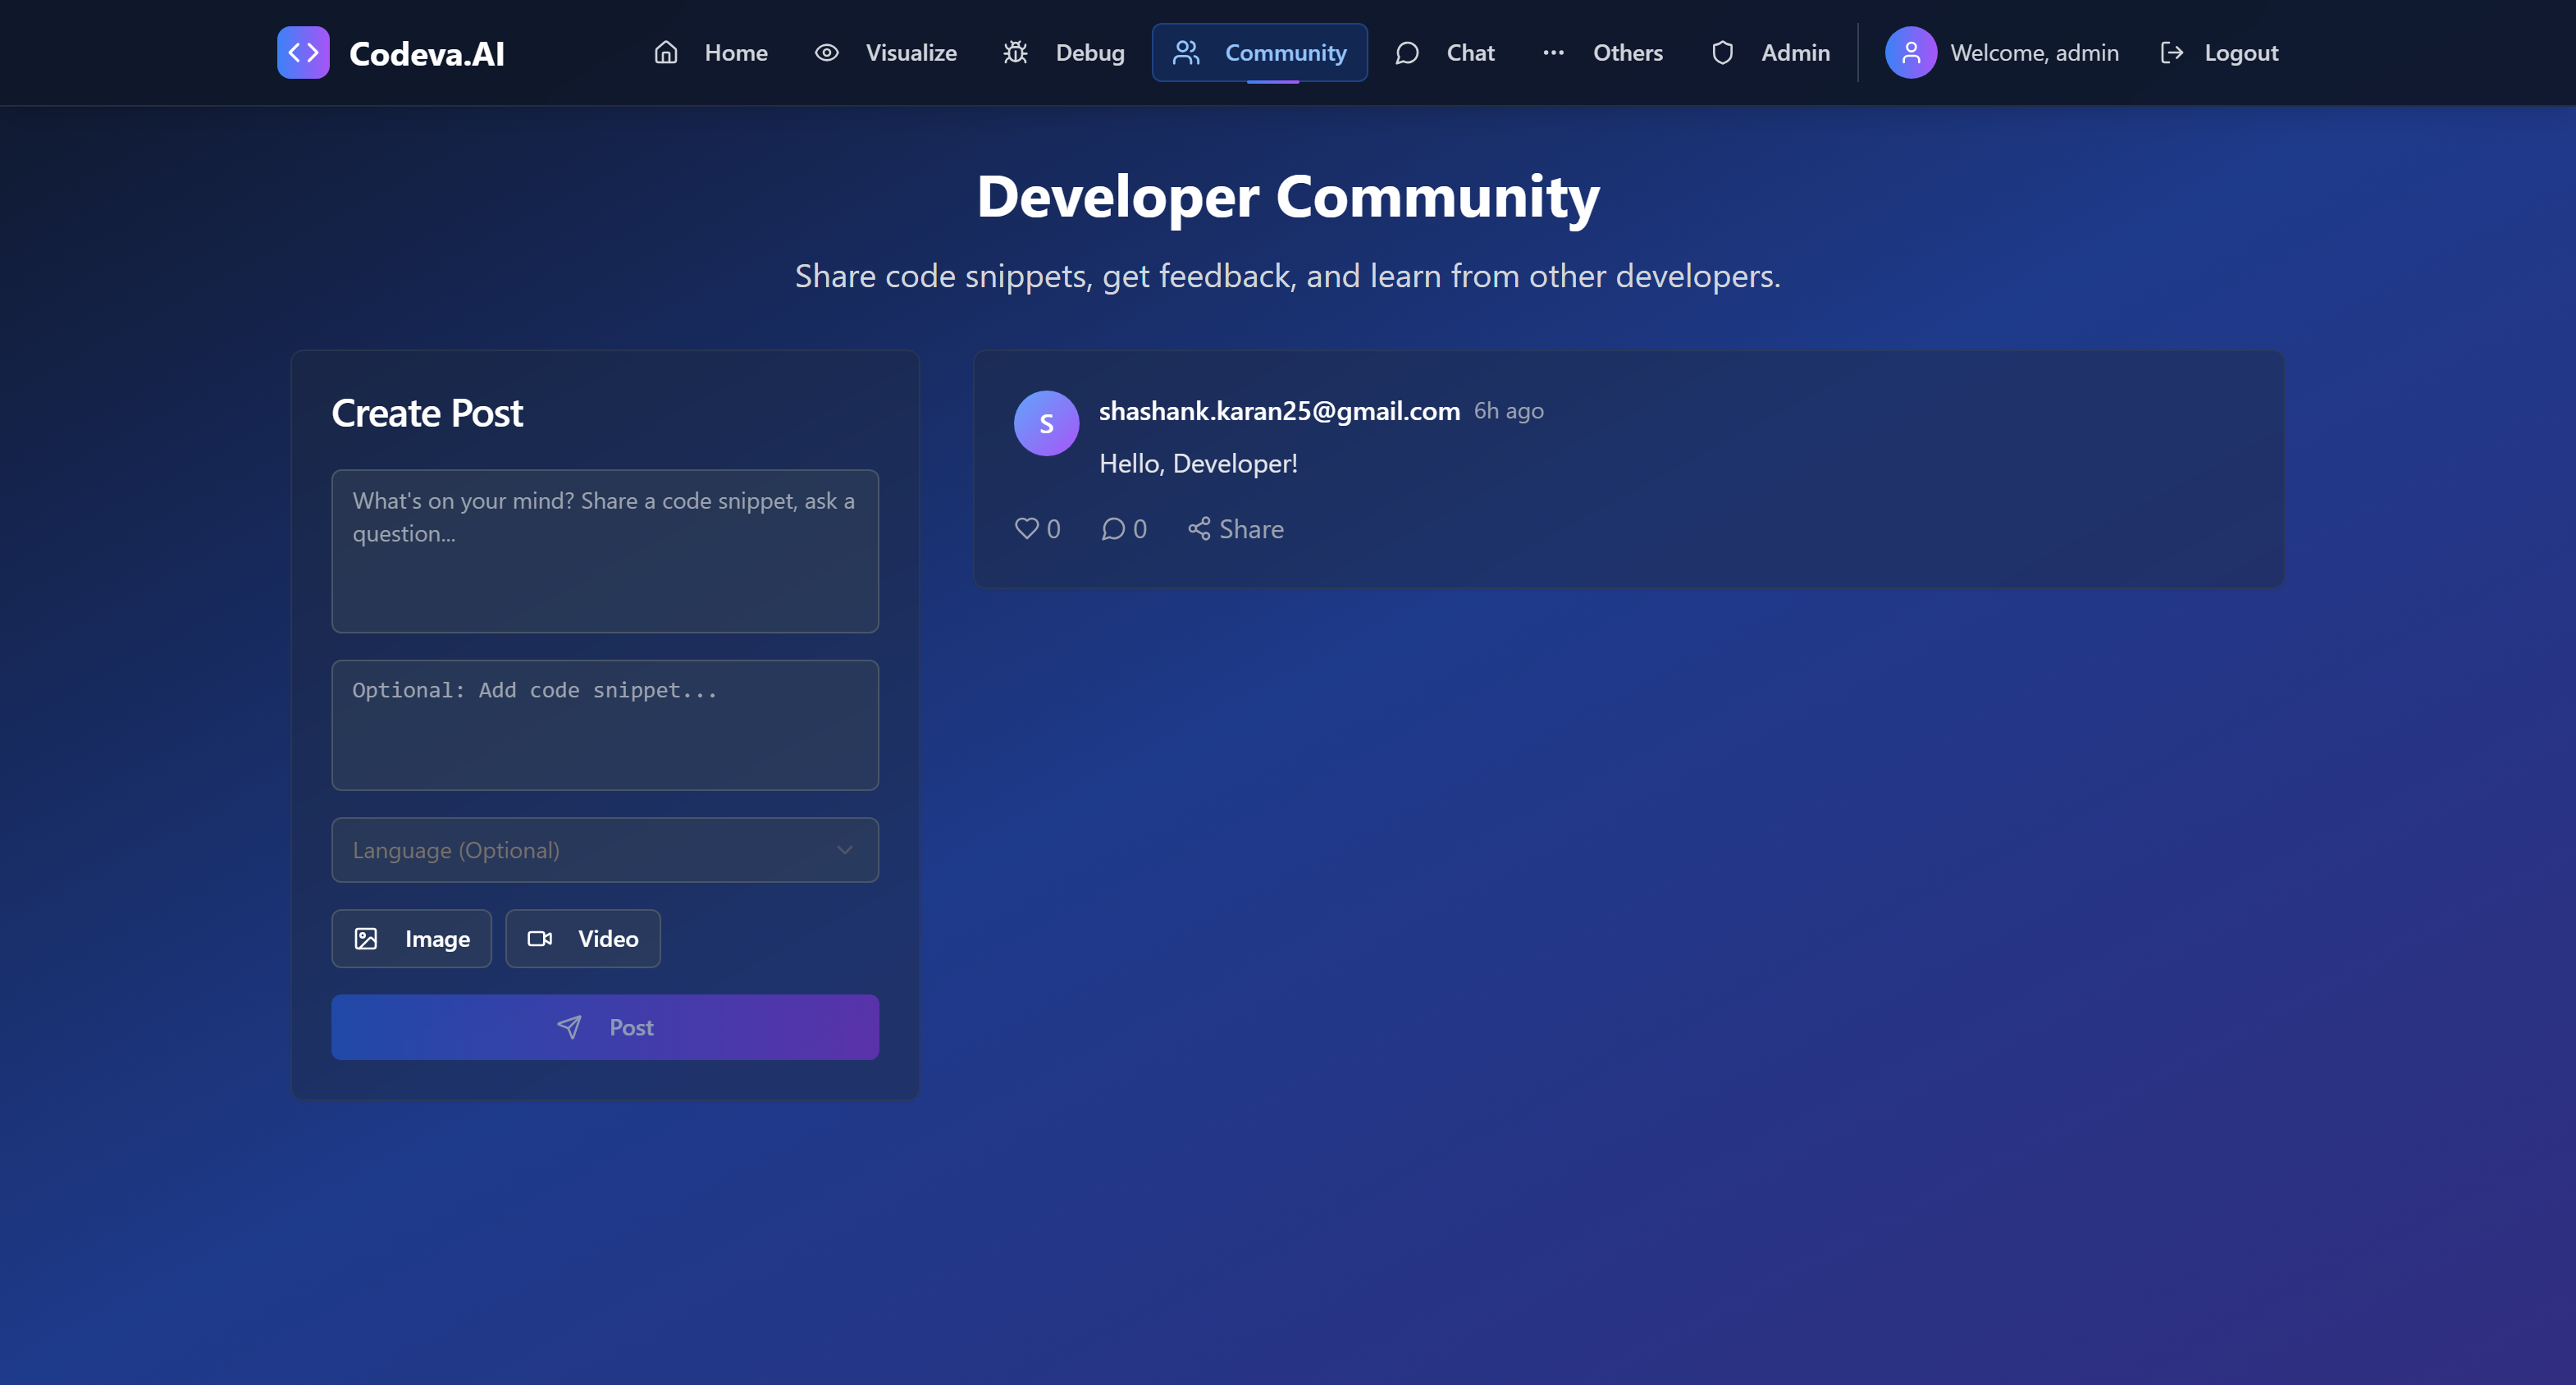 Codeva.AI
Home
Visualize
Debug
Community
Chat
Others
Admin
Welcome, admin
Logout
Developer Community
Share code snippets, get feedback, and learn from other developers.
Create Post
What's on your mind? Share a code snippet, ask a
question...
Optional: Add code snippet...
Language (Optional)
Image
Video
Post
S
shashank.karan25@gmail.com 6h ago
Hello, Developer!
0
0
Share